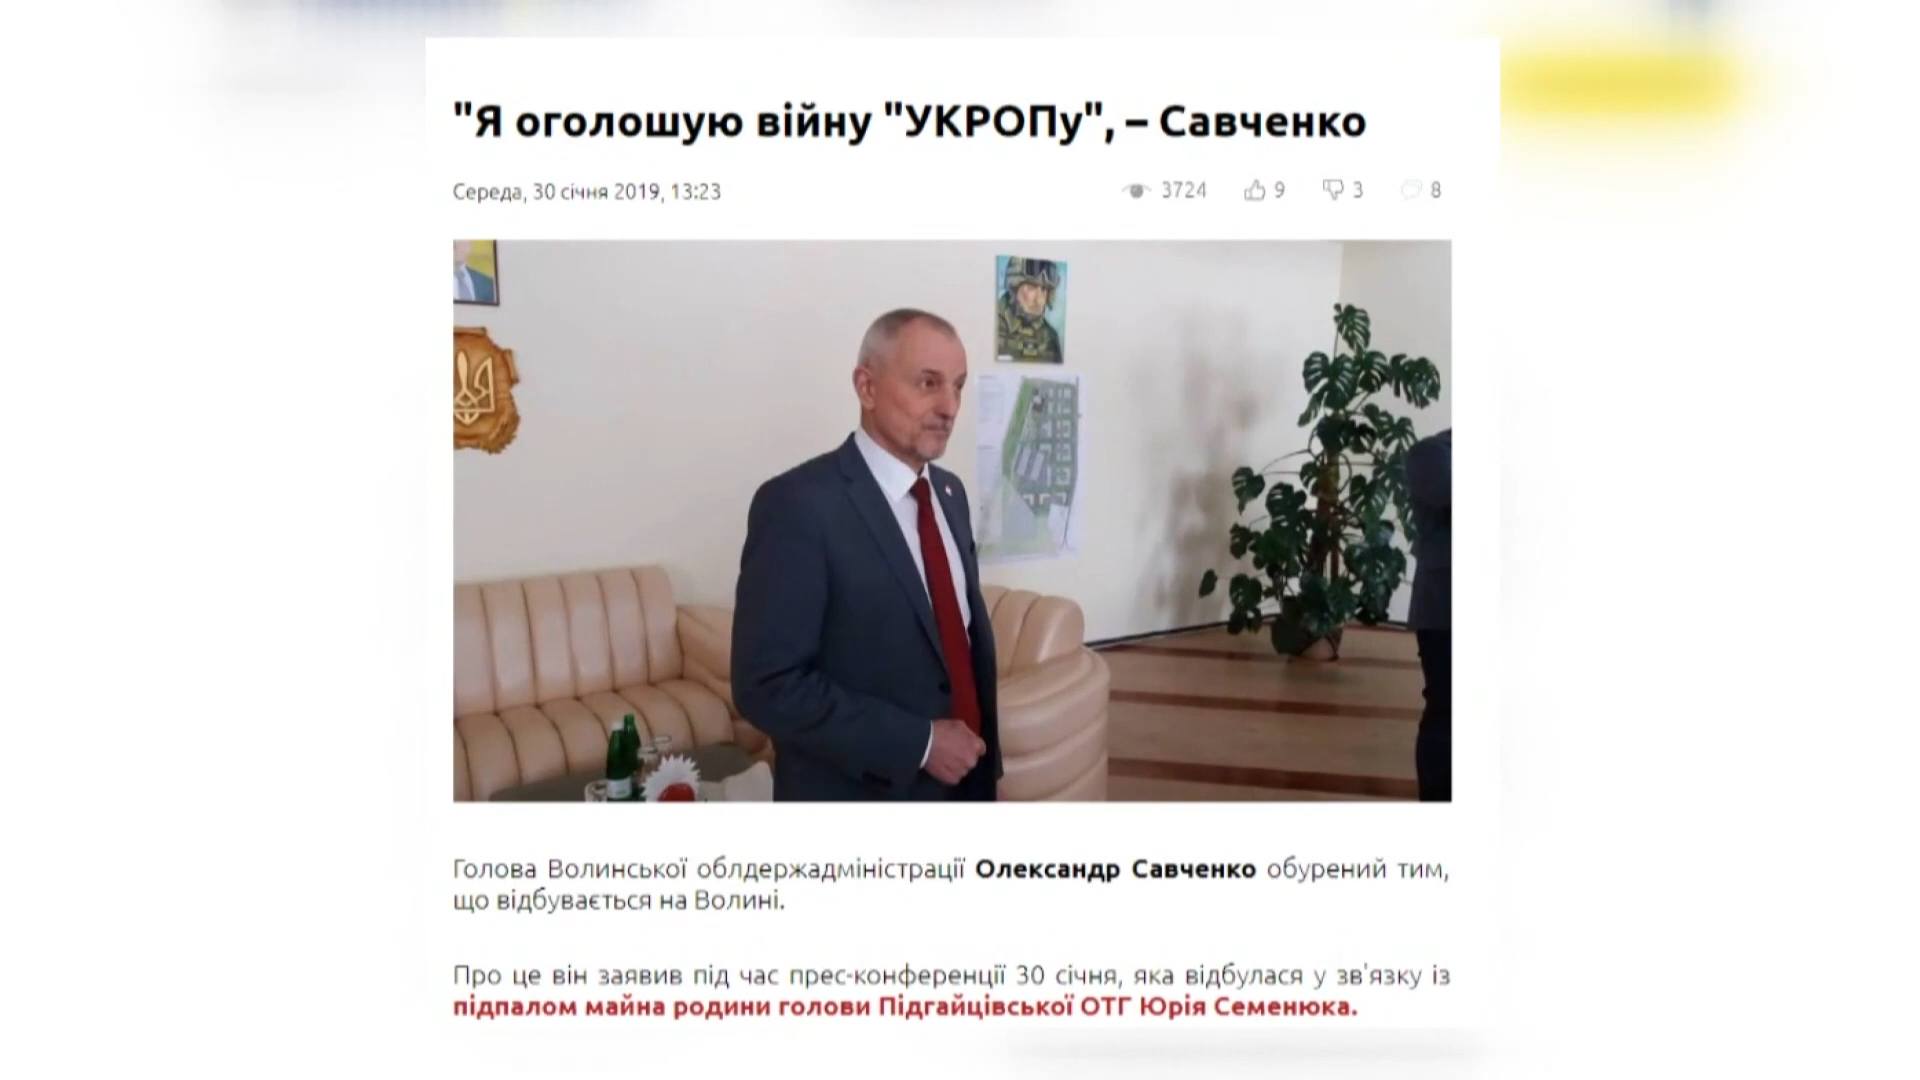 "Я оголошую війну "УКРОПу", – Савченко
Середа, 30 січня 2019, 13:23 3724 9 3 8
Голова Волинської облдержадміністрації Олександр Савченко обурений тим,
що відбувається на Волині.
Про це він заявив під час прес-конференції 30 січня, яка відбулася у зв'язку із
підпалом майна родини голови Підгайцівської ОТГ Юрія Семенюка.